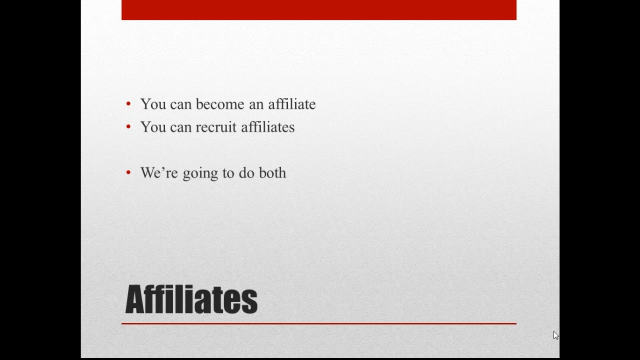 • You can become an affiliate
• You can recruit affiliates
• We're going to do both
Affiliates